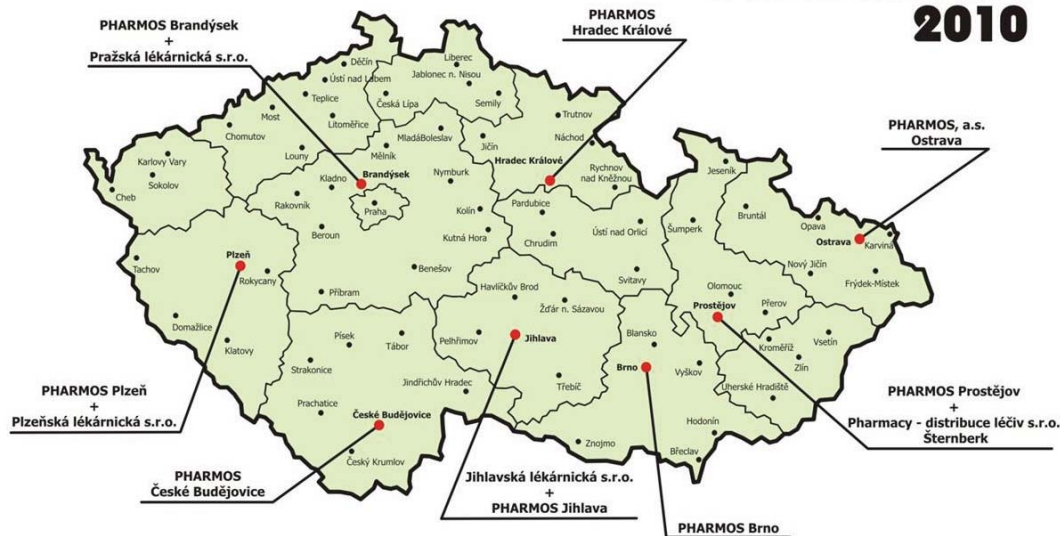 2010
PHARMOS Brandýsek
+
Pražská lékárnická s.r.o.
PHARMOS
Hradec Králové
PHARMOS, a.s.
Ostrava
Děčín
Ústí nad Labem
Teplice
Most
Litoměřice
Chomutov
Louny
Liberec
Jablonec n. Nisou
Česká Lípa
Semily
Trutnov
Náchod
Jičín
Hradec Králové
Rychnov
nad Kněžnou
MladáBoleslav
Mělník
Karlovy Vary
Sokolov
Cheb
Kladno
Brandýsek
Nymburk
Rakovník
Praha
Kolín
Beroun
Kutná Hora
Benešov
Příbram
Pardubice
Chrudim
Ústí nad Orlicí
Svitavy
Jeseník
Šumperk
Bruntál
Opava
Ostrava
Karviná
Nový Jičín
Frýdek-Místek
Plzeň
Rokycany
Tachov
Domažlice
Klatovy
Olomouc
Prostějov
Přerov
Kroměříž
Vsetín
Zlín
Uherské Hradiště
Havlíčkův Brod
Žďár n. Sázavou
Pelhřimov
Jihlava
Třebíč
Blansko
Brno
Vyškov
Hodonín
Znojmo
Břeclav
Písek
Tábor
Strakonice
Jindřichův Hradec
Prachatice
České Budějovice
Český Krumlov
PHARMOS Plzeň
+
Plzeňská lékárnická s.r.o.
PHARMOS
České Budějovice
Jihlavská lékárnická s.r.o.
+
PHARMOS Jihlava
PHARMOS Brno
PHARMOS Prostějov
+
Pharmacy - distribuce léčiv s.r.o.
Šternberk